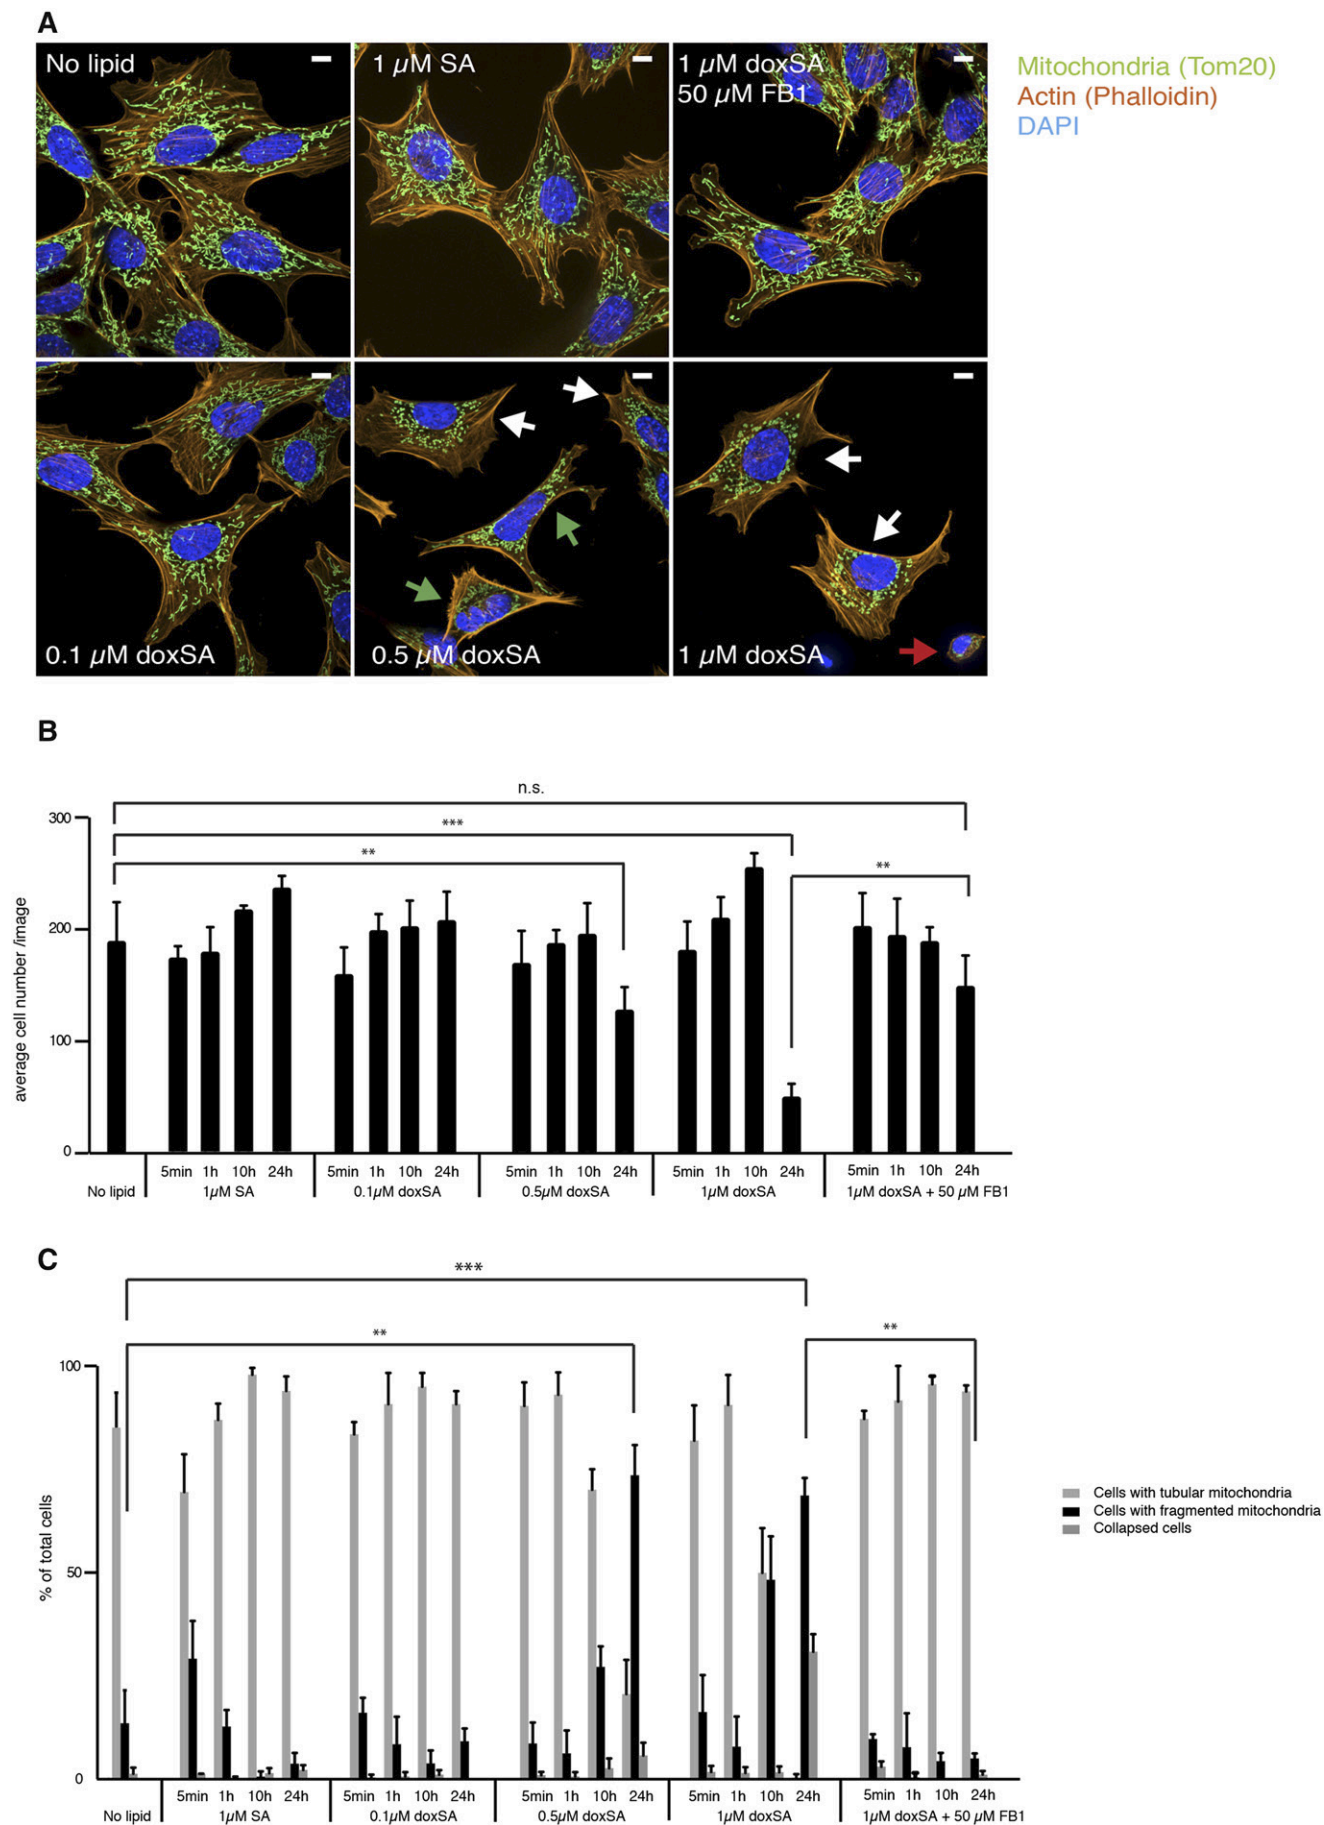 A
No lipid
1 µM SA
1 µM doxSA
50 µM FB1
Mitochondria (Tom20)
Actin (Phalloidin)
DAPI
0.1 µM doxSA
0.5 µM doxSA
1 µM doxSA
B
n.s.
***
**
**
average cell number /image
300
200
100
0
5min 1h 10h 24h 5min 1h 10h 24h 5min 1h 10h 24h 5min 1h 10h 24h 5min 1h 10h 24h
No lipid 1µM SA 0.1µM doxSA 0.5µM doxSA 1µM doxSA 1µM doxSA + 50 µM FB1
C
***
**
**
% of total cells
100
50
0
Cells with tubular mitochondria
Cells with fragmented mitochondria
Collapsed cells
5min 1h 10h 24h 5min 1h 10h 24h 5min 1h 10h 24h 5min 1h 10h 24h 5min 1h 10h 24h
No lipid 1µM SA 0.1µM doxSA 0.5µM doxSA 1µM doxSA 1µM doxSA + 50 µM FB1